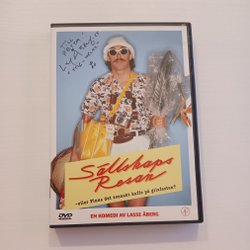 Sällskaps
Resan
-eller Finns det svenskt kaffe på grisfesten?
DVD
EN KOMEDI AV LASSE ÅBERG